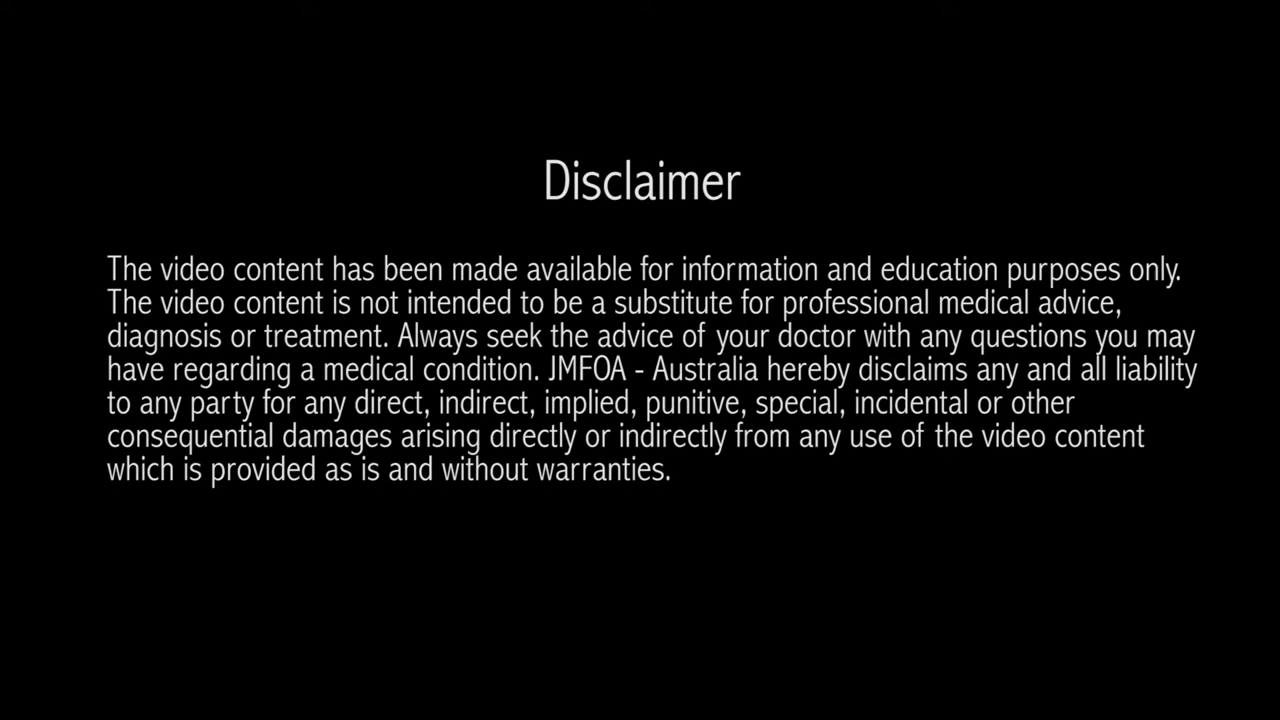 Disclaimer
The video content has been made available for information and education purposes only.
The video content is not intended to be a substitute for professional medical advice,
diagnosis or treatment. Always seek the advice of your doctor with any questions you may
have regarding a medical condition. JMFOA - Australia hereby disclaims any and all liability
to any party for any direct, indirect, implied, punitive, special, incidental or other
consequential damages arising directly or indirectly from any use of the video content
which is provided as is and without warranties.